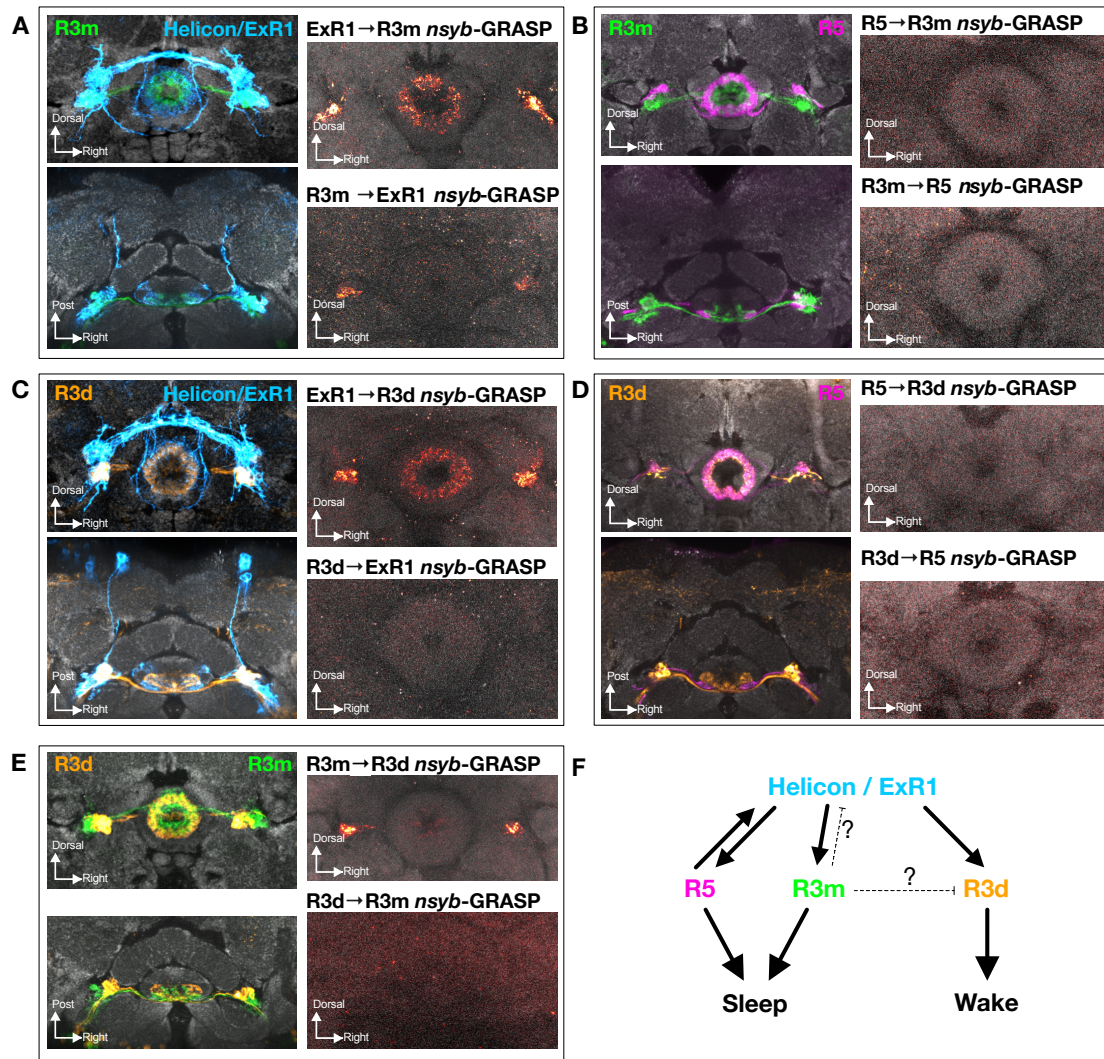 A
R3m Helicon/ExR1
Dorsal
Right
Post
Right
ExR1→R3m nsyb-GRASP
Dorsal
Right
R3m →ExR1 nsyb-GRASP
Dorsal
Right
B
R3m R5
Dorsal
Right
Post
Right
R5→R3m nsyb-GRASP
Dorsal
Right
R3m→R5 nsyb-GRASP
Dorsal
Right
C
R3d Helicon/ExR1
Dorsal
Right
Post
Right
ExR1→R3d nsyb-GRASP
Dorsal
Right
R3d→ExR1 nsyb-GRASP
Dorsal
Right
D
R3d R5
Dorsal
Right
Post
Right
R5→R3d nsyb-GRASP
Dorsal
Right
R3d→R5 nsyb-GRASP
Dorsal
Right
E
R3d R3m
Dorsal
Right
Post
Right
R3m→R3d nsyb-GRASP
Dorsal
Right
R3d→R3m nsyb-GRASP
Dorsal
Right
F
Helicon / ExR1
?
?
R5 R3m R3d
Sleep Wake